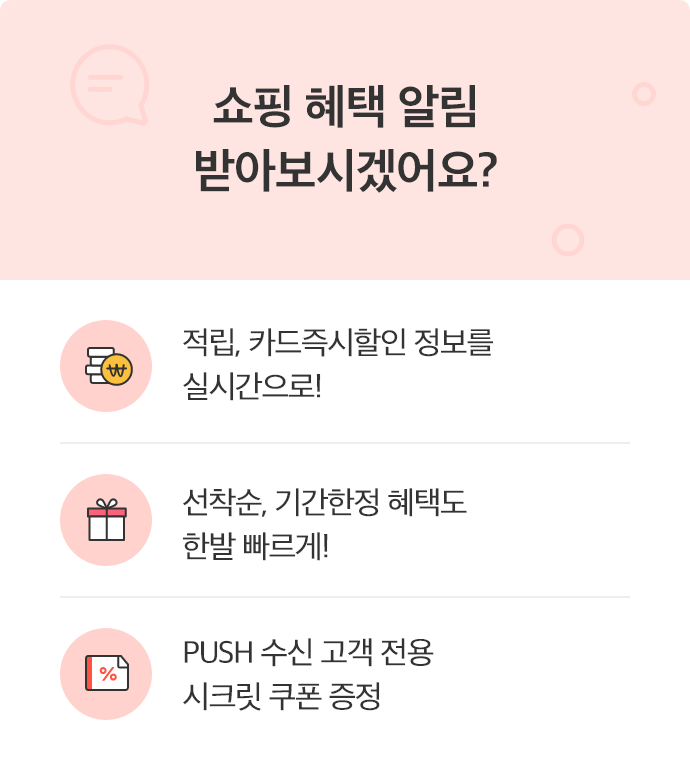 쇼핑 혜택 알림
받아보시겠어요?
적립, 카드즉시할인 정보를
실시간으로!
선착순, 기간한정 혜택도
한발 빠르게!
PUSH 수신 고객 전용
시크릿 쿠폰 증정